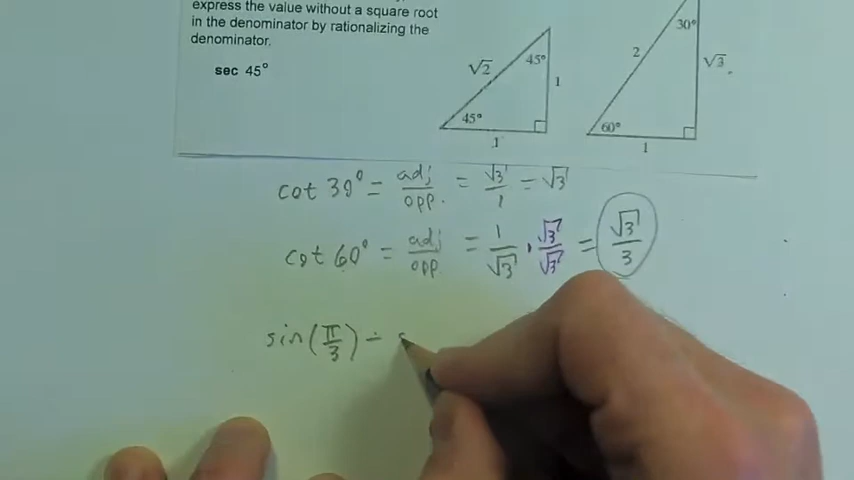 express the value without a square root
in the denominator by rationalizing the
denominator.
sec 45°
√2
45°
1
45°
1
30°
2
√3
60°
1
cot 30° = adj/opp. = √3/1 = √3
cot 60° = adj/opp = 1/√3 · √3/√3 = √3/3
sin(π/3) =